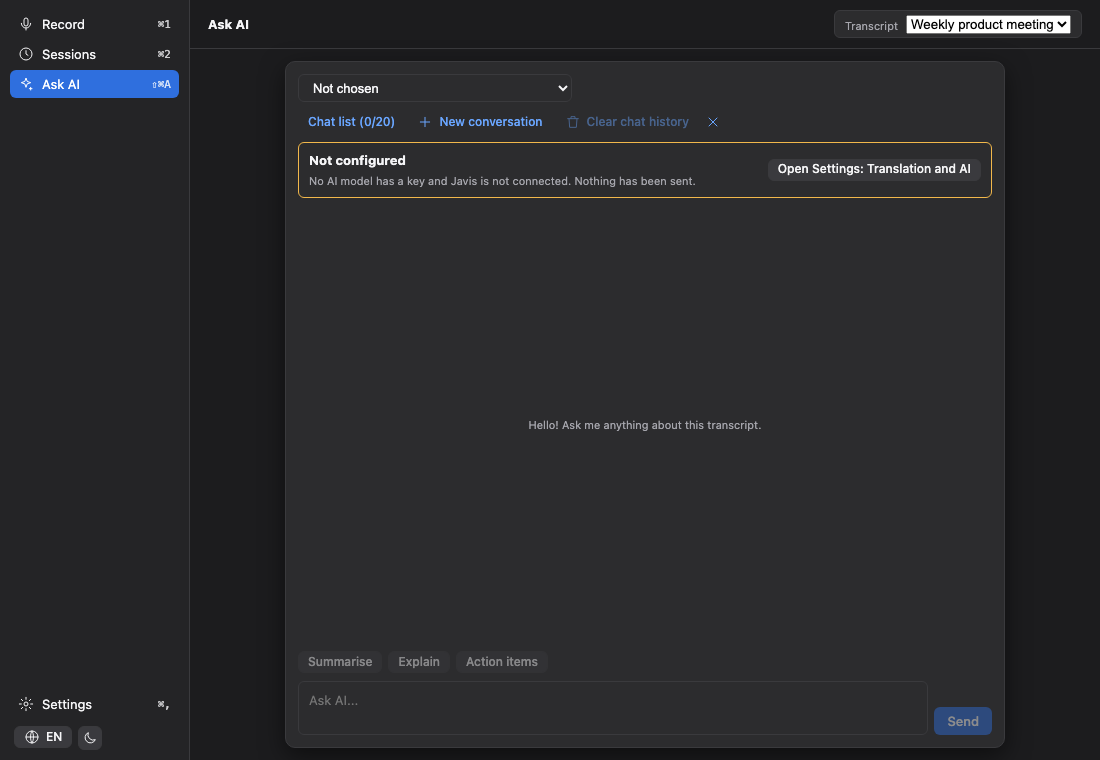 Record ⌘1
Sessions ⌘2
Ask AI ⇧⌘A
Ask AI
Transcript Weekly product meeting
Not chosen
Chat list (0/20) New conversation Clear chat history
Not configured
No AI model has a key and Javis is not connected. Nothing has been sent.
Open Settings: Translation and AI
Hello! Ask me anything about this transcript.
Summarise Explain Action items
Ask AI...
Send
Settings ⌘,
EN